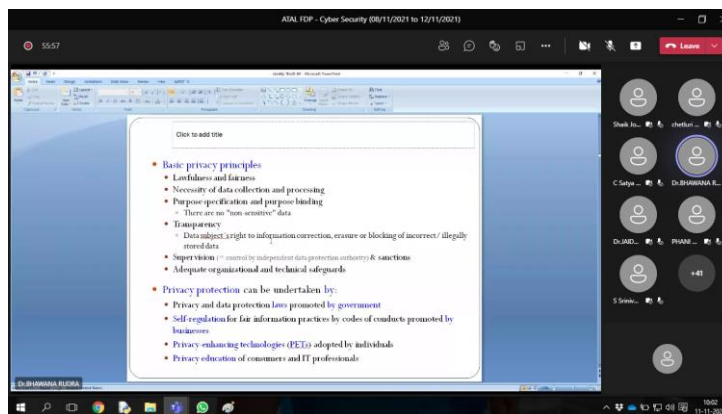 ATAL FDP - Cyber Security (08/11/2021 to 12/11/2021)
55:57
Leave
Click to add title
Basic privacy principles
Lawfulness and fairness
Necessity of data collection and processing
Purpose specification and purpose binding
There are no "non-sensitive" data
Transparency
Data subject´s right to information correction, erasure or blocking of incorrect/ illegally
stored data
Supervision (= control by independent data protection authority) & sanctions
Adequate organizational and technical safeguards
Privacy protection can be undertaken by:
Privacy and data protection laws promoted by government
Self-regulation for fair information practices by codes of conducts promoted by
businesses
Privacy-enhancing technologies (PETs) adopted by individuals
Privacy education of consumers and IT professionals
Shaik Jo...
chetluri ...
C Satya ...
Dr.BHAWANA R...
Dr.JAID...
PHANI ...
S Sriniv...
+41
Dr.BHAWANA RUDRA
10:02